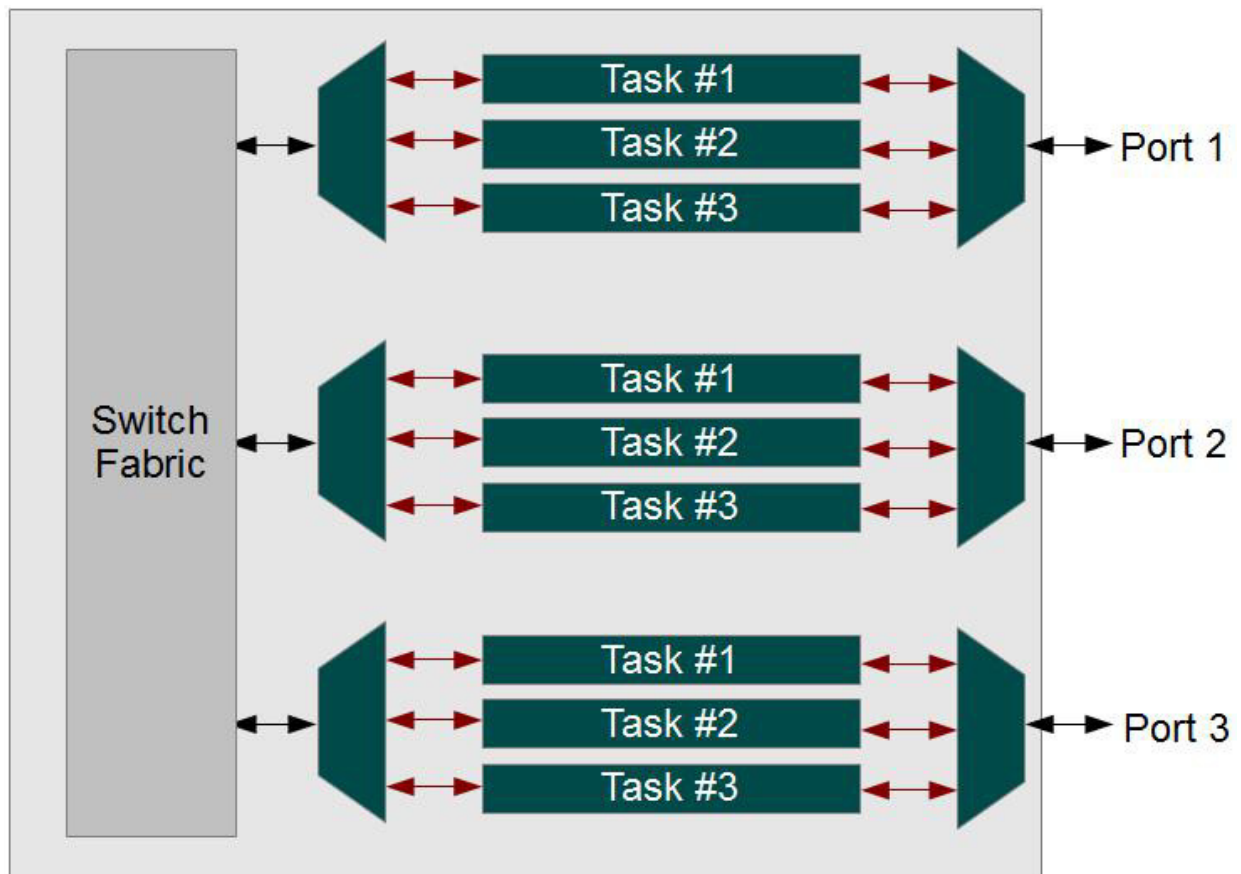 Task #1
Task #2
Task #3
Port 1
Switch
Fabric
Task #1
Task #2
Task #3
Port 2
Task #1
Task #2
Task #3
Port 3